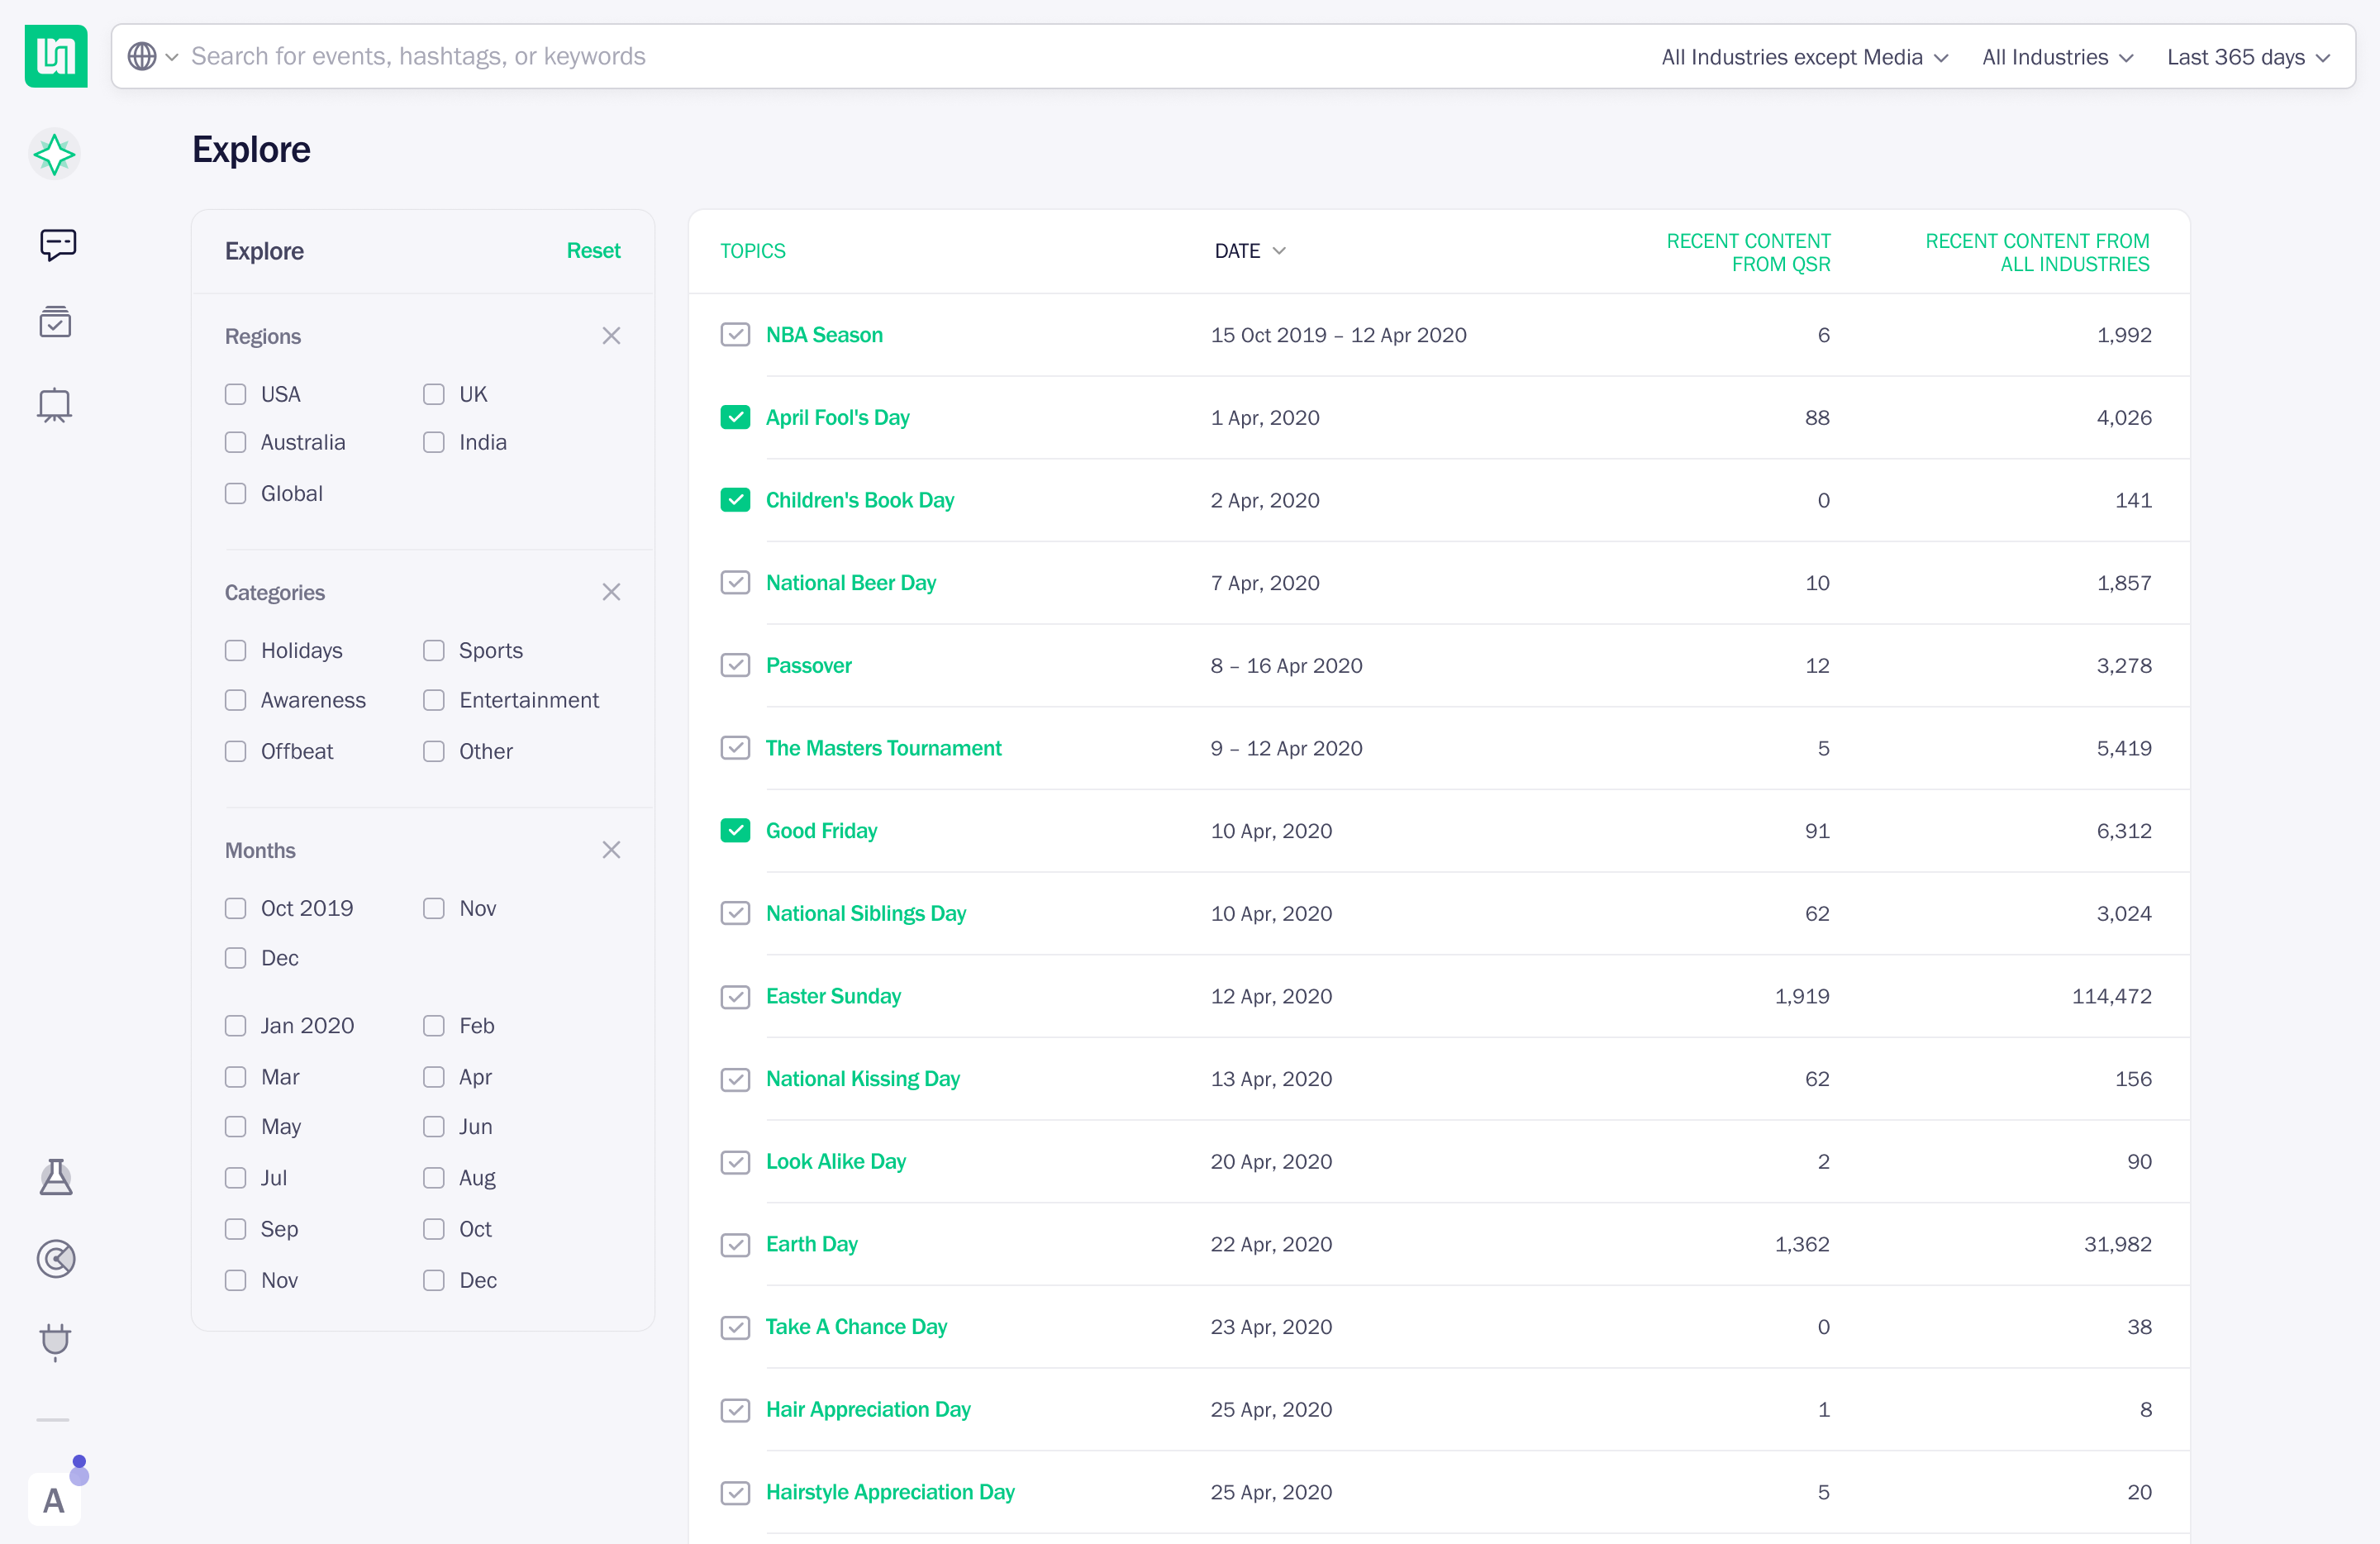 Search for events, hashtags, or keywords
All Industries except Media
All Industries
Last 365 days
Explore
Explore
Reset
Regions
USA
UK
Australia
India
Global
Categories
Holidays
Sports
Awareness
Entertainment
Offbeat
Other
Months
Oct 2019
Nov
Dec
Jan 2020
Feb
Mar
Apr
May
Jun
Jul
Aug
Sep
Oct
Nov
Dec
A
TOPICS
DATE
RECENT CONTENT
FROM QSR
RECENT CONTENT FROM
ALL INDUSTRIES
NBA Season 15 Oct 2019 – 12 Apr 2020 6 1,992
April Fool's Day 1 Apr, 2020 88 4,026
Children's Book Day 2 Apr, 2020 0 141
National Beer Day 7 Apr, 2020 10 1,857
Passover 8 – 16 Apr 2020 12 3,278
The Masters Tournament 9 – 12 Apr 2020 5 5,419
Good Friday 10 Apr, 2020 91 6,312
National Siblings Day 10 Apr, 2020 62 3,024
Easter Sunday 12 Apr, 2020 1,919 114,472
National Kissing Day 13 Apr, 2020 62 156
Look Alike Day 20 Apr, 2020 2 90
Earth Day 22 Apr, 2020 1,362 31,982
Take A Chance Day 23 Apr, 2020 0 38
Hair Appreciation Day 25 Apr, 2020 1 8
Hairstyle Appreciation Day 25 Apr, 2020 5 20